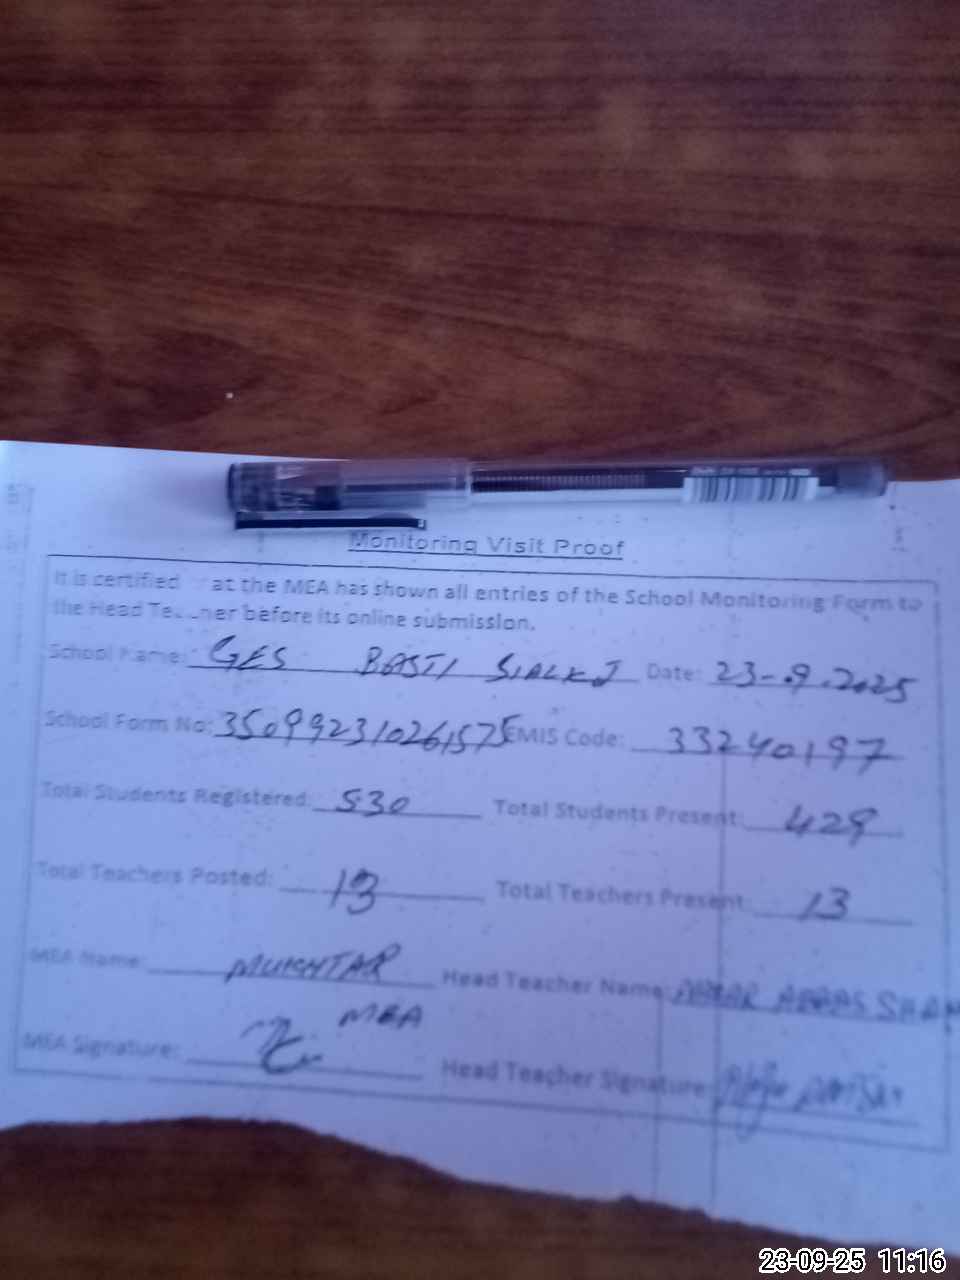 Monitoring Visit Proof
It is certified at the MEA has shown all entries of the School Monitoring Form to
the Head Te ner before its online submission.
School Name: GES BASTI SIALKJ Date: 23-9-2025
School Form No: 350992310261575 EMIS Code: 33240197
Total Students Registered: 530 Total Students Present: 429
Total Teachers Posted: 13 Total Teachers Present: 13
MEA Name: MUKHTAR Head Teacher Name: ABBAS SHAH
MEA
MEA Signature: Head Teacher Signature:
23-09-25 11:16